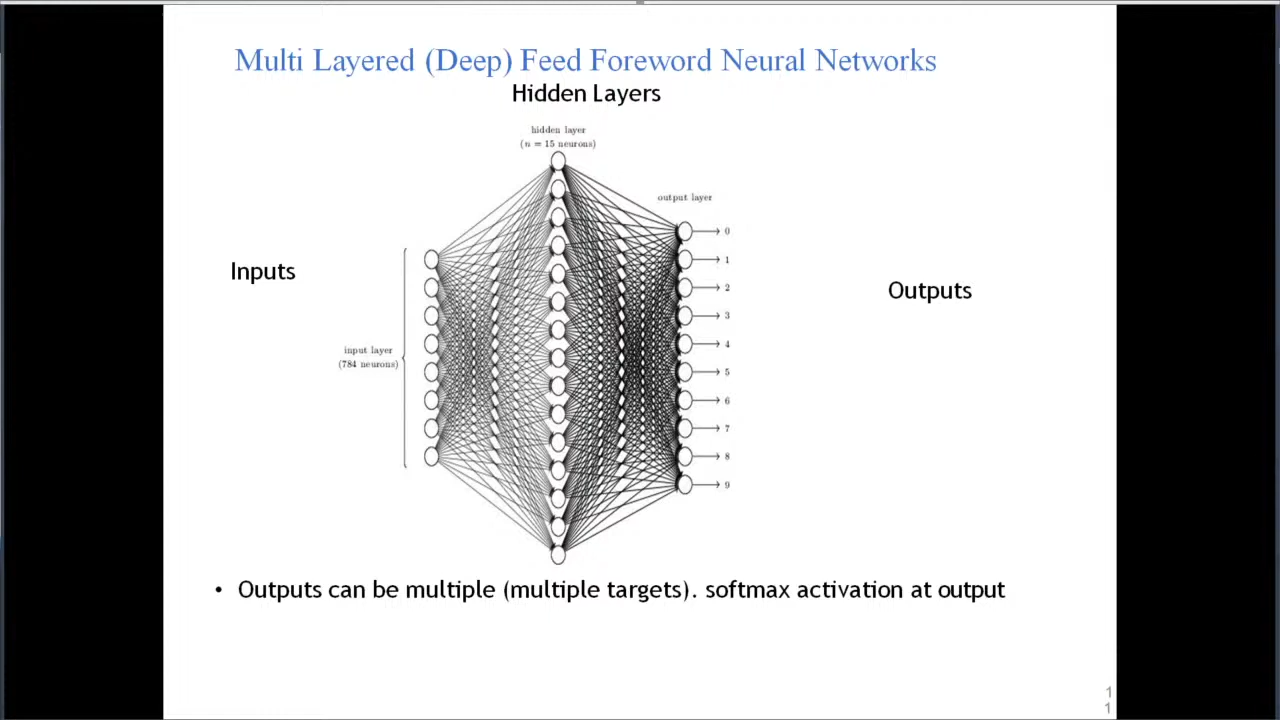 Multi Layered (Deep) Feed Foreword Neural Networks
Hidden Layers
hidden layer
(n = 15 neurons)
output layer
Inputs
Outputs
input layer
(784 neurons)
0
1
2
3
4
5
6
7
8
9
• Outputs can be multiple (multiple targets). softmax activation at output
1
1